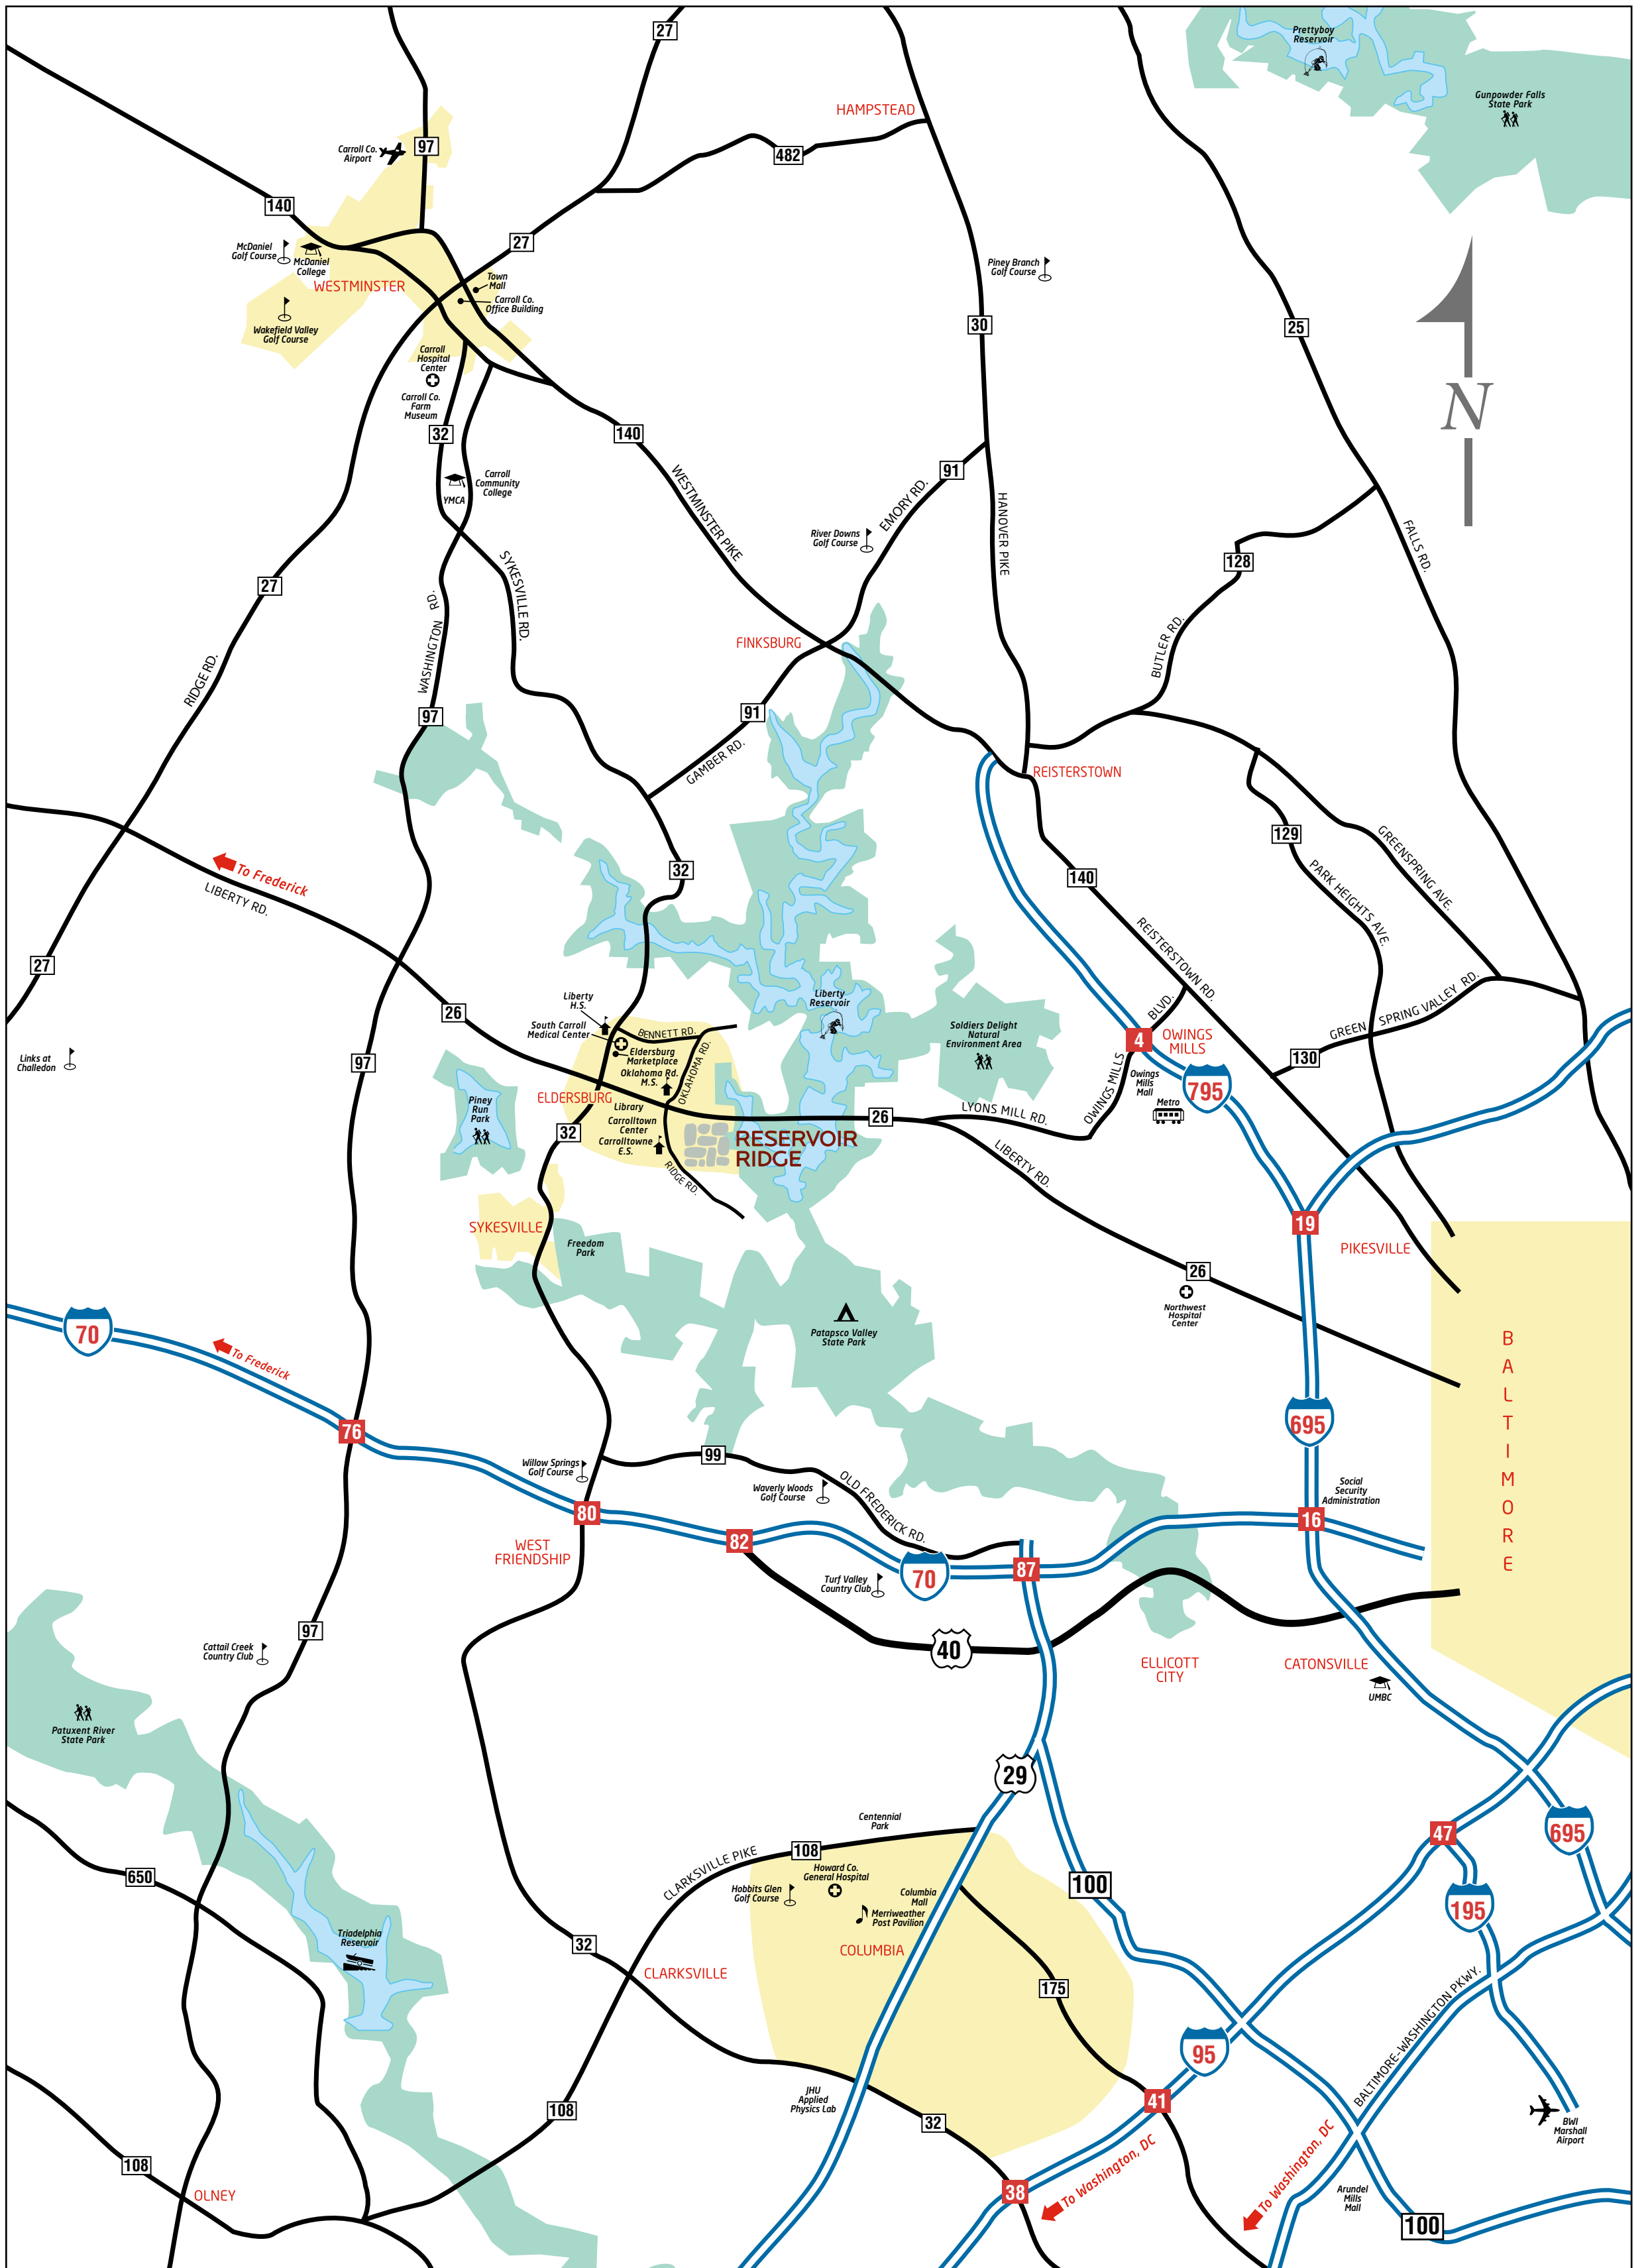 27
Prettyboy
Reservoir
HAMPSTEAD
Gunpowder Falls
State Park
97
Carroll Co.
Airport
482
140
27
McDaniel
Golf Course
McDaniel
College
WESTMINSTER
Town
Mall
Carroll Co.
Office Building
Piney Branch
Golf Course
Wakefield Valley
Golf Course
30
25
Carroll
Hospital
Center
Carroll Co.
Farm
Museum
N
32
140
WESTMINSTER PIKE
91
EMORY RD.
HANOVER PIKE
Carroll
Community
College
YMCA
River Downs
Golf Course
FALLS RD.
128
SYKESVILLE RD.
27
WASHINGTON RD.
FINKSBURG
BUTLER RD.
RIDGE RD.
97
91
GAMBER RD.
REISTERSTOWN
129
GREENSPRING AVE.
PARK HEIGHTS AVE.
To Frederick
LIBERTY RD.
32
140
REISTERSTOWN RD.
27
26
Liberty
H.S.
South Carroll
Medical Center
BENNETT RD.
Eldersburg
Marketplace
Oklahoma Rd.
M.S.
OKLAHOMA RD.
Liberty
Reservoir
Soldiers Delight
Natural
Environment Area
BLVD.
4
OWINGS
MILLS
GREEN SPRING VALLEY RD.
130
Links at
Challedon
97
Owings
Mills
Mall
795
Metro
OWINGS MILLS
ELDERSBURG
Library
Piney
Run
Park
26
LYONS MILL RD.
Carrolltown
Center
Carrolltowne
E.S.
32
RESERVOIR
RIDGE
RIDGE RD.
LIBERTY RD.
SYKESVILLE
Freedom
Park
19
PIKESVILLE
26
Northwest
Hospital
Center
70
To Frederick
Patapsco Valley
State Park
BALTIMORE
695
76
99
Willow Springs
Golf Course
Waverly Woods
Golf Course
OLD FREDERICK RD.
Social
Security
Administration
80
16
82
WEST
FRIENDSHIP
70
87
Turf Valley
Country Club
97
40
Cattail Creek
Country Club
ELLICOTT
CITY
CATONSVILLE
UMBC
Patuxent River
State Park
29
Centennial
Park
47
695
CLARKSVILLE PIKE
108
650
Howard Co.
General Hospital
Hobbits Glen
Golf Course
100
Columbia
Mall
Merriweather
Post Pavilion
195
Triadelphia
Reservoir
32
COLUMBIA
CLARKSVILLE
175
BALTIMORE-WASHINGTON PKWY.
95
JHU
Applied
Physics Lab
41
108
32
BWI
Marshall
Airport
To Washington, DC
To Washington, DC
108
38
OLNEY
Arundel
Mills
Mall
100